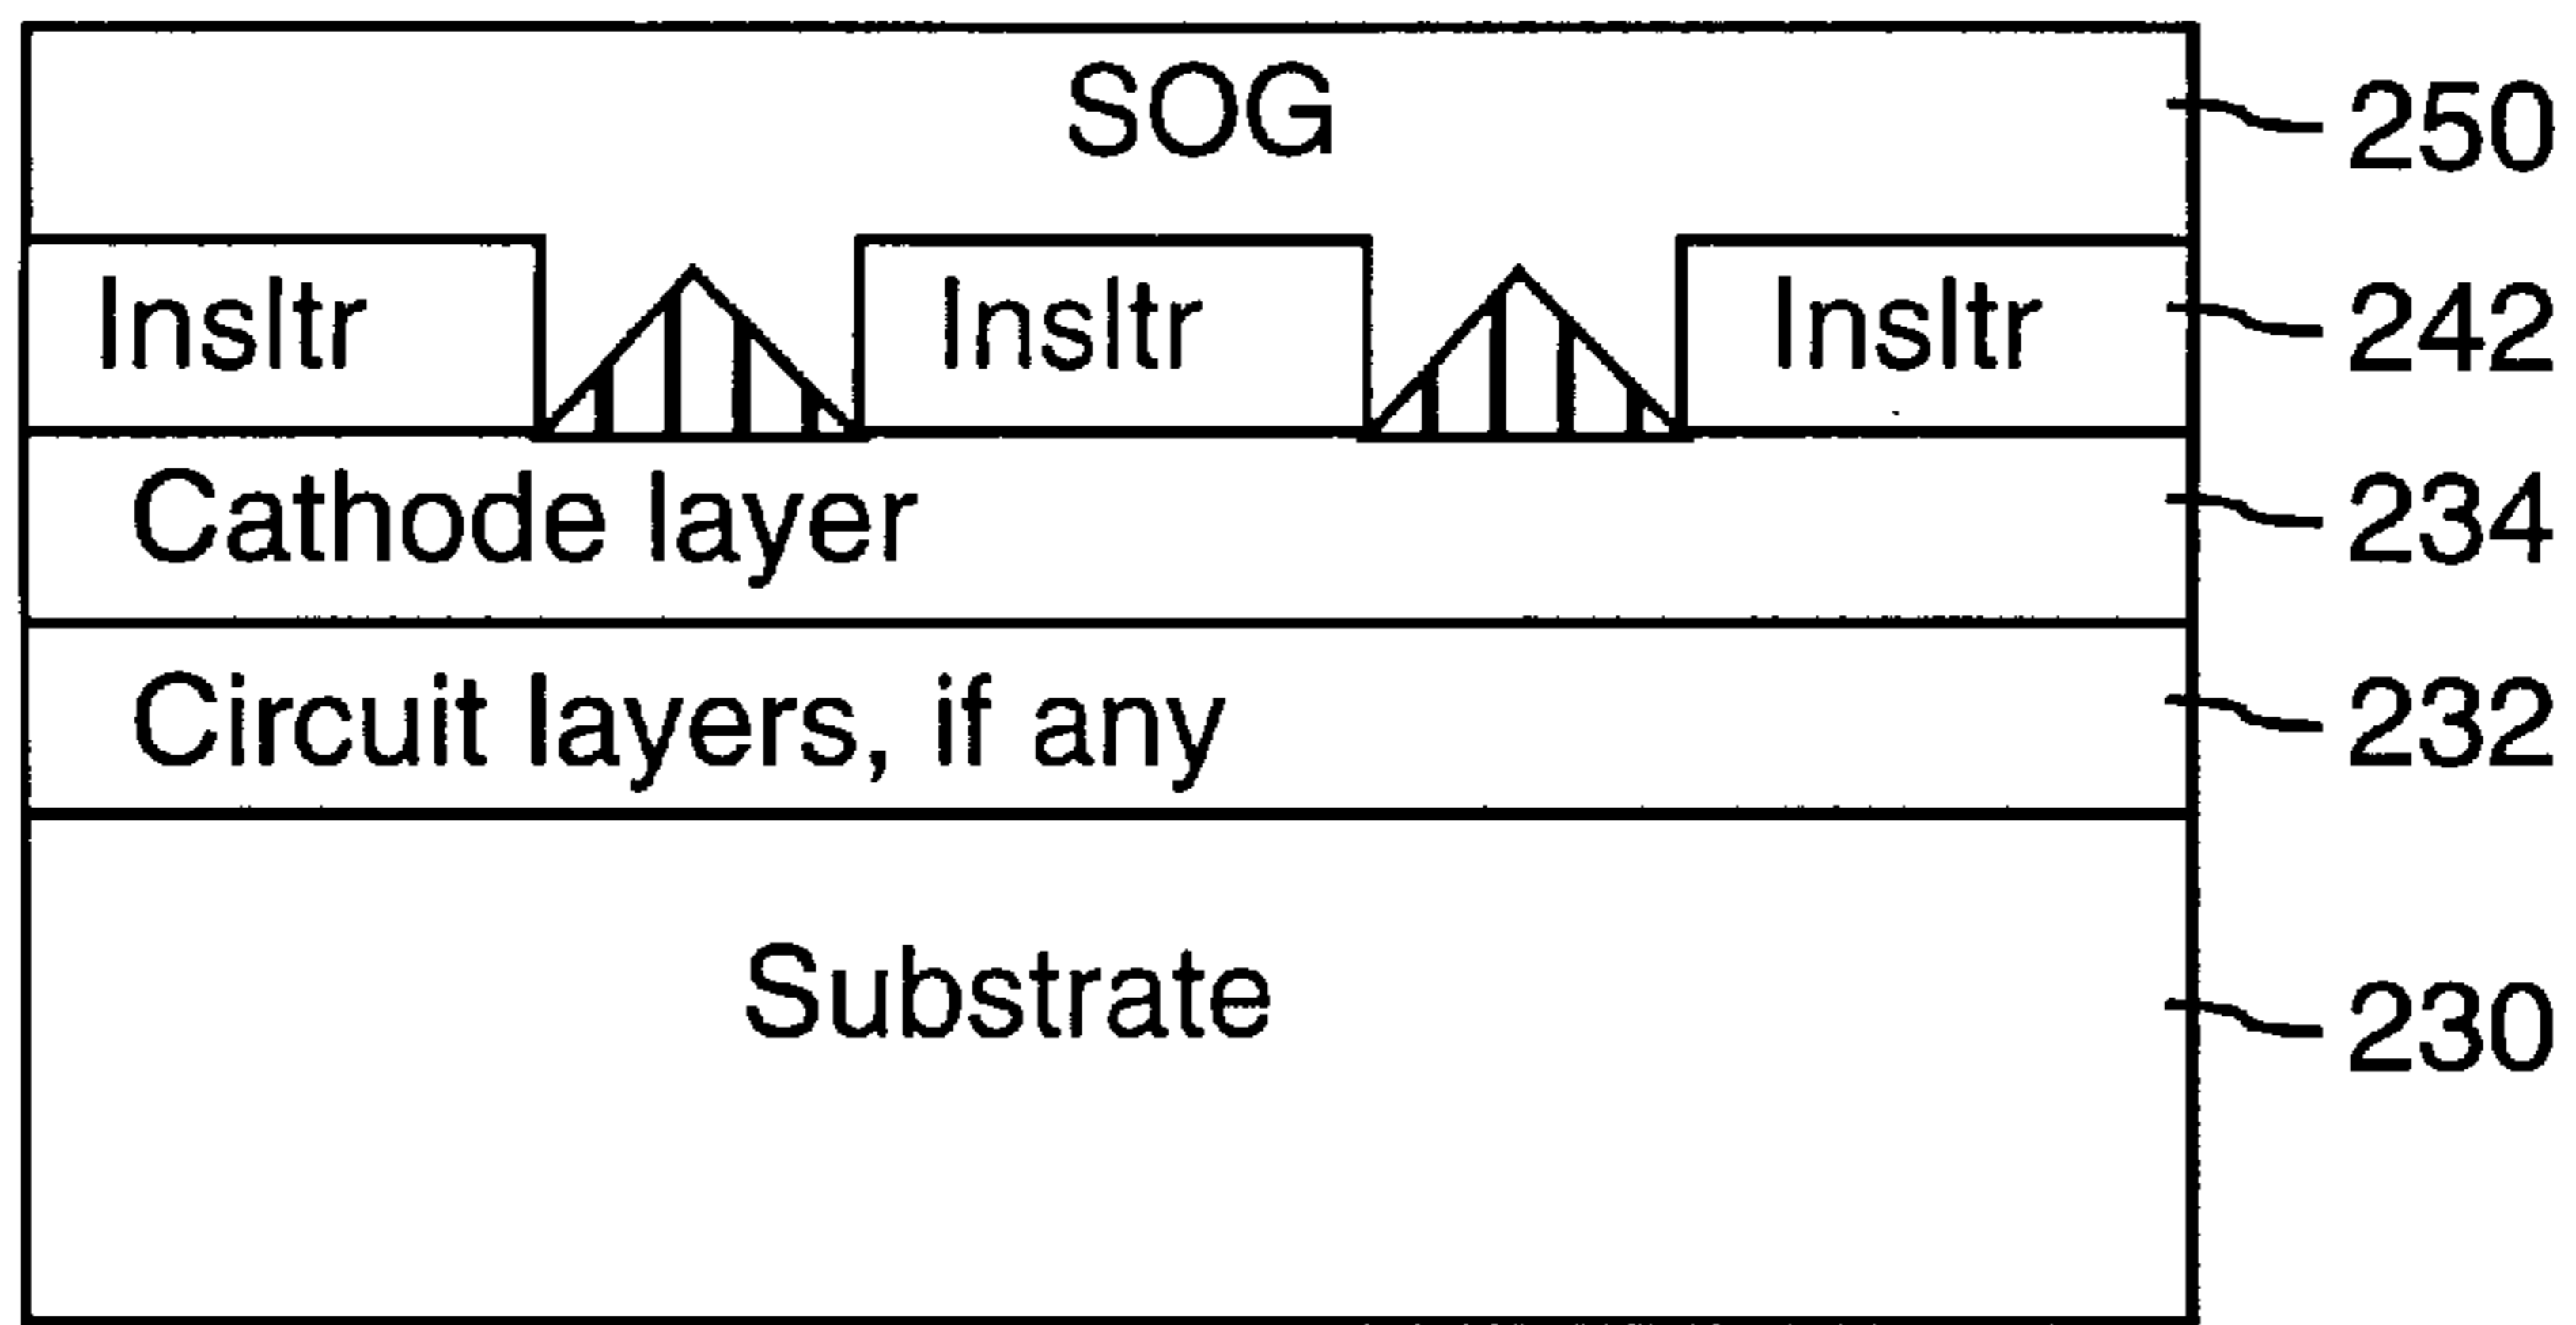 SOG 250
Insltr Insltr Insltr 242
Cathode layer 234
Circuit layers, if any 232
Substrate 230